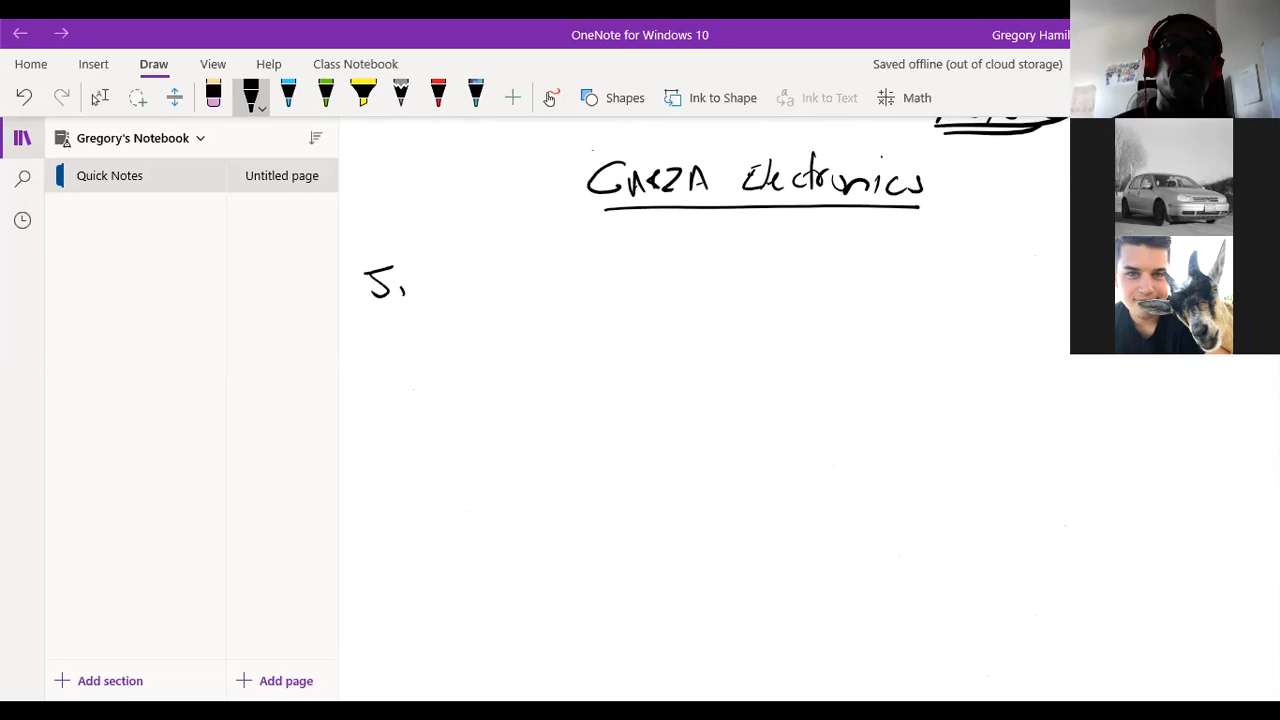 OneNote for Windows 10
Gregory Hamil
Home Insert Draw View Help Class Notebook
Saved offline (out of cloud storage)
Shapes Ink to Shape Ink to Text Math
Gregory's Notebook
Quick Notes
Untitled page
Electronics
5.
Add section
Add page